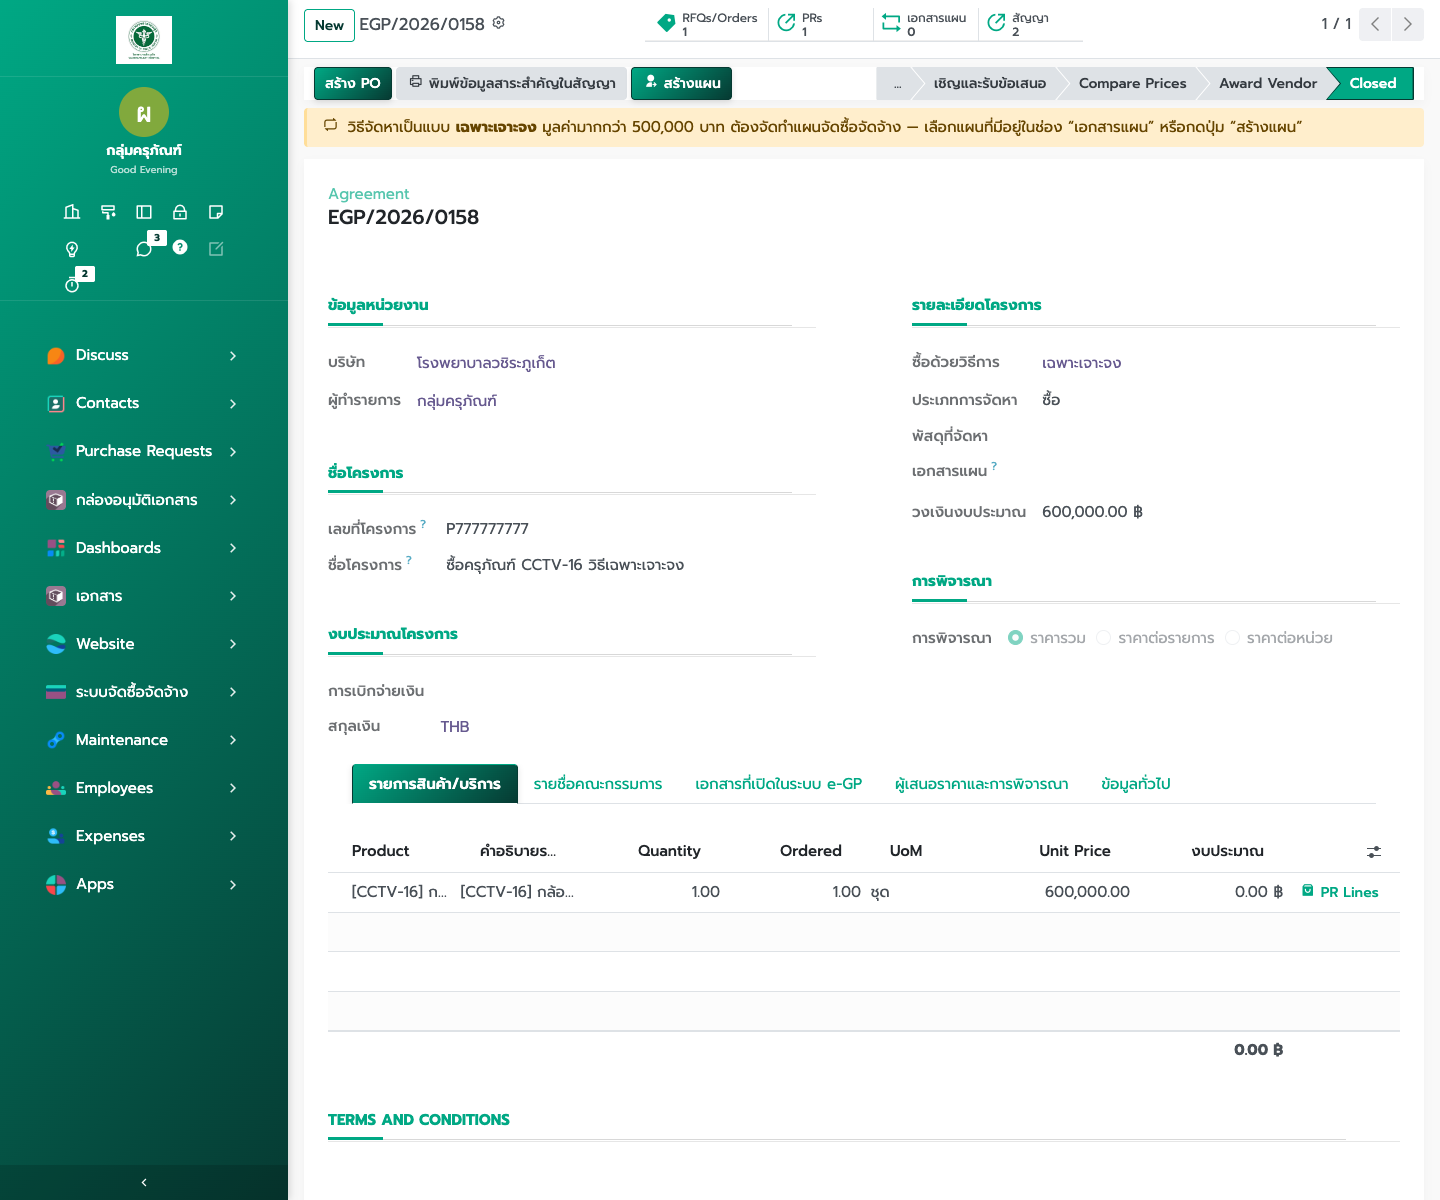 New
EGP/2026/0158
RFQs/Orders
1
PRs
1
เอกสารแผน
0
สัญญา
2
1 / 1
สร้าง PO
พิมพ์ข้อมูลสาระสำคัญในสัญญา
สร้างแผน
...
เชิญและรับข้อเสนอ
Compare Prices
Award Vendor
Closed
วิธีจัดหาเป็นแบบ เฉพาะเจาะจง มูลค่ามากกว่า 500,000 บาท ต้องจัดทำแผนจัดซื้อจัดจ้าง — เลือกแผนที่มีอยู่ในช่อง “เอกสารแผน” หรือกดปุ่ม “สร้างแผน”
ผ
กลุ่มครุภัณฑ์
Good Evening
3
?
2
Discuss
Contacts
Purchase Requests
กล่องอนุมัติเอกสาร
Dashboards
เอกสาร
Website
ระบบจัดซื้อจัดจ้าง
Maintenance
Employees
Expenses
Apps
Agreement
EGP/2026/0158
ข้อมูลหน่วยงาน
บริษัท โรงพยาบาลวชิระภูเก็ต
ผู้ทำรายการ กลุ่มครุภัณฑ์
ชื่อโครงการ
เลขที่โครงการ ? P777777777
ชื่อโครงการ ? ซื้อครุภัณฑ์ CCTV-16 วิธีเฉพาะเจาะจง
งบประมาณโครงการ
การเบิกจ่ายเงิน
สกุลเงิน THB
รายละเอียดโครงการ
ซื้อด้วยวิธีการ เฉพาะเจาะจง
ประเภทการจัดหา ซื้อ
พัสดุที่จัดหา
เอกสารแผน ?
วงเงินงบประมาณ 600,000.00 ฿
การพิจารณา
การพิจารณา ราคารวม ราคาต่อรายการ ราคาต่อหน่วย
รายการสินค้า/บริการ รายชื่อคณะกรรมการ เอกสารที่เปิดในระบบ e-GP ผู้เสนอราคาและการพิจารณา ข้อมูลทั่วไป
Product คำอธิบายร... Quantity Ordered UoM Unit Price งบประมาณ
[CCTV-16] ก... [CCTV-16] กล้อ... 1.00 1.00 ชุด 600,000.00 0.00 ฿ PR Lines
0.00 ฿
TERMS AND CONDITIONS